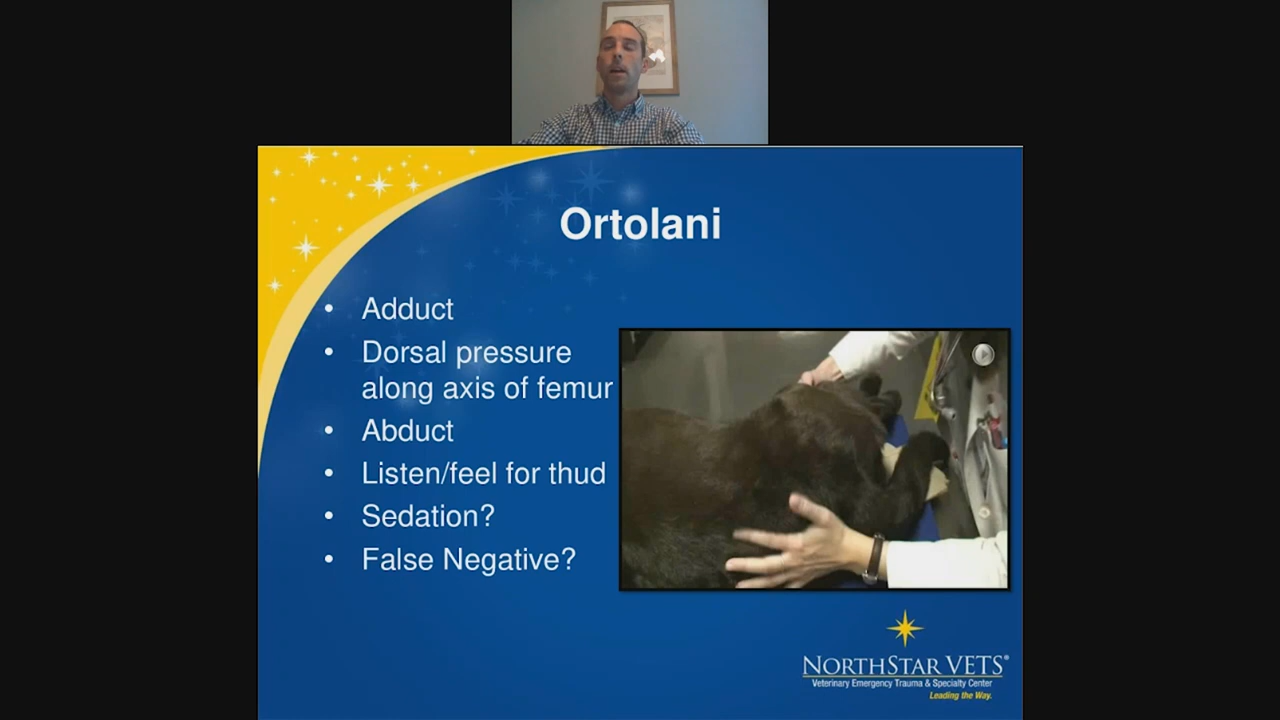 Ortolani
• Adduct
• Dorsal pressure
along axis of femur
• Abduct
• Listen/feel for thud
• Sedation?
• False Negative?
NORTHSTAR VETS®
Veterinary Emergency Trauma & Specialty Center
Leading the Way.